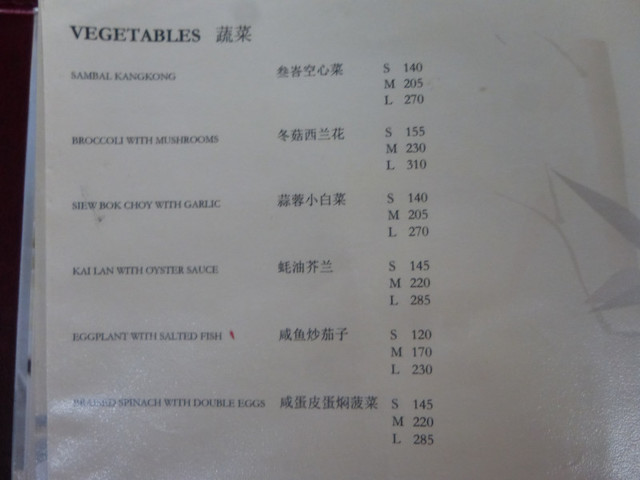 VEGETABLES 蔬菜
SAMBAL KANGKONG 叁峇空心菜 S 140
M 205
L 270
BROCCOLI WITH MUSHROOMS 冬菇西兰花 S 155
M 230
L 310
SIEW BOK CHOY WITH GARLIC 蒜蓉小白菜 S 140
M 205
L 270
KAI LAN WITH OYSTER SAUCE 蚝油芥兰 S 145
M 220
L 285
EGGPLANT WITH SALTED FISH 咸鱼炒茄子 S 120
M 170
L 230
BRAISED SPINACH WITH DOUBLE EGGS 咸蛋皮蛋焖菠菜 S 145
M 220
L 285